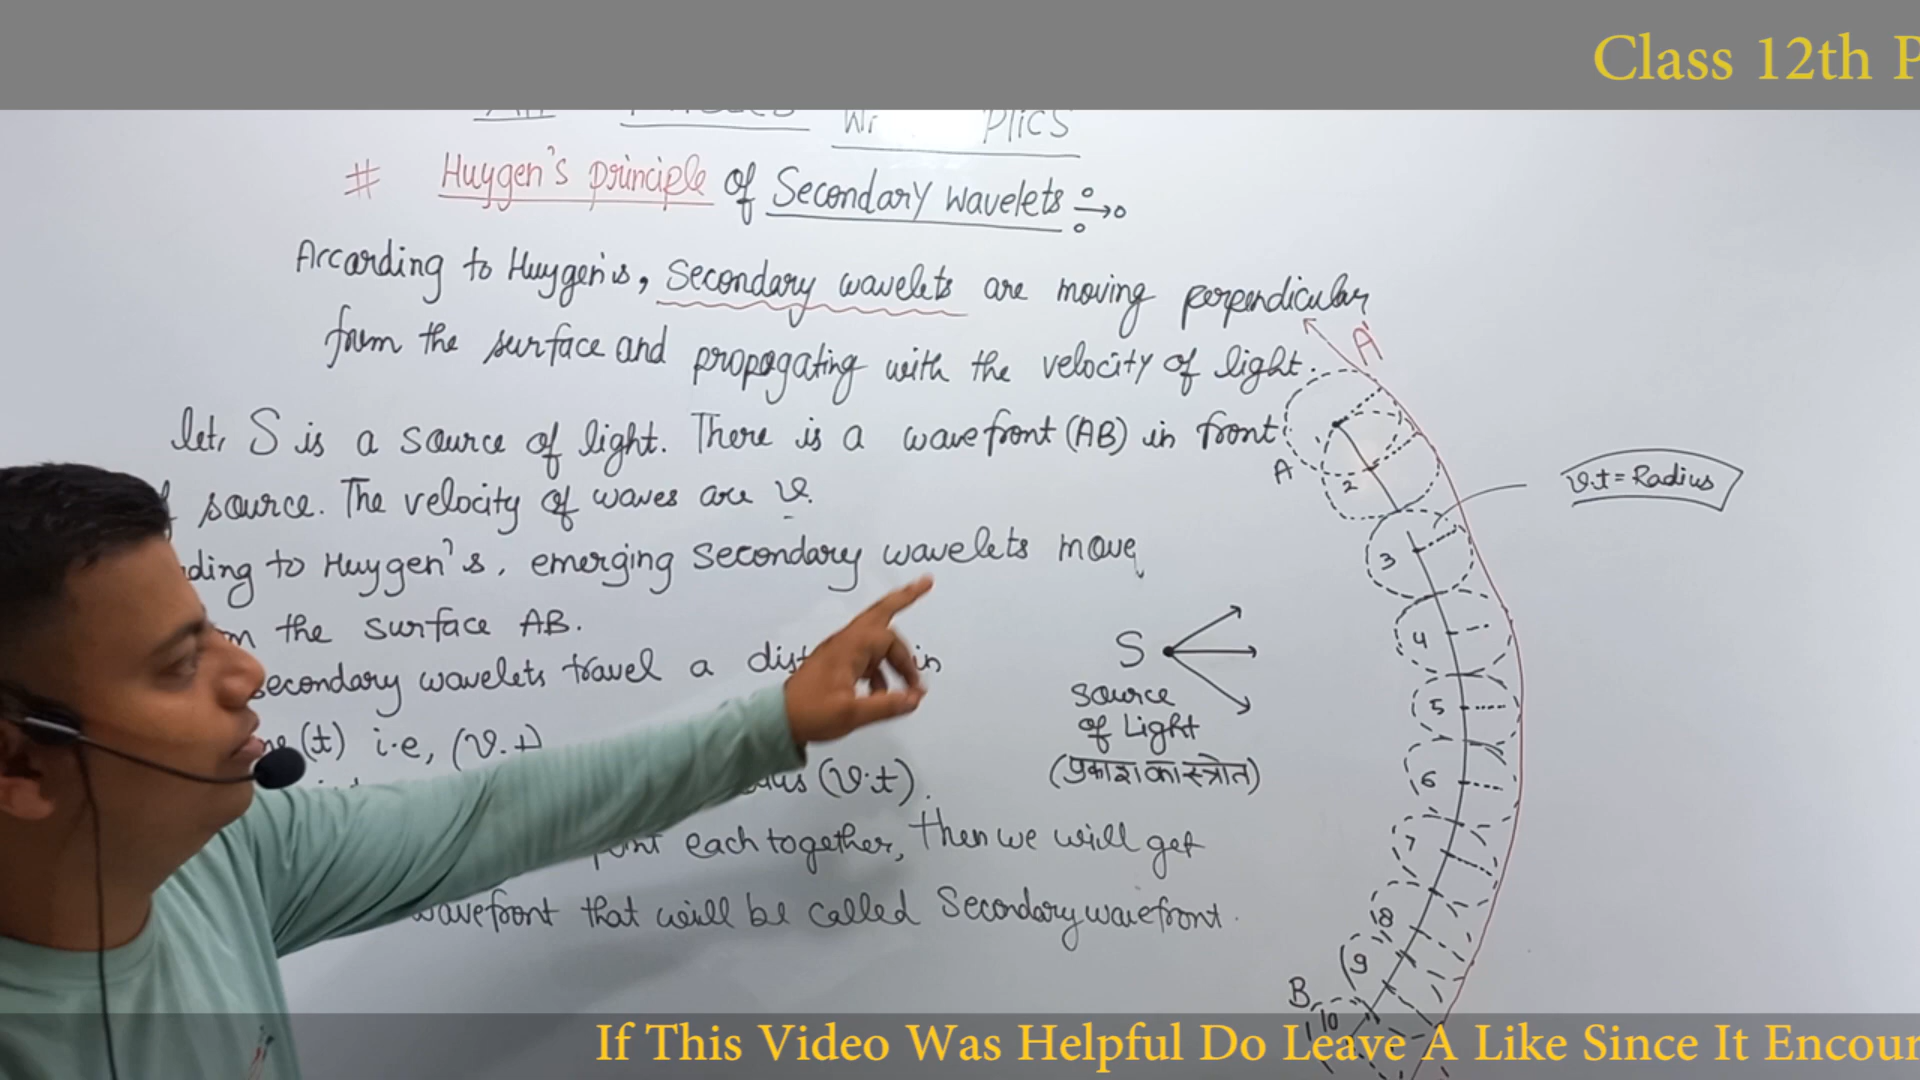 Class 12th P
# Huygen's principle of Secondary wavelets
According to Huygen's, Secondary wavelets are moving perpendicular
from the surface and propagating with the velocity of light.
let, S is a source of light. There is a wavefront (AB) in front
source. The velocity of waves are v.
ding to Huygen's, emerging secondary wavelets move
the surface AB.
secondary wavelets travel a in
(t) i.e, (v.t)
(v.t).
each together, then we will get
wavefront that will be called Secondary wavefront.
A'
A
2
3
4
5
6
7
8
9
B
10
v.t = Radius
S
Source
of Light
(प्रकाश का स्त्रोत)
If This Video Was Helpful Do Leave A Like Since It Encour